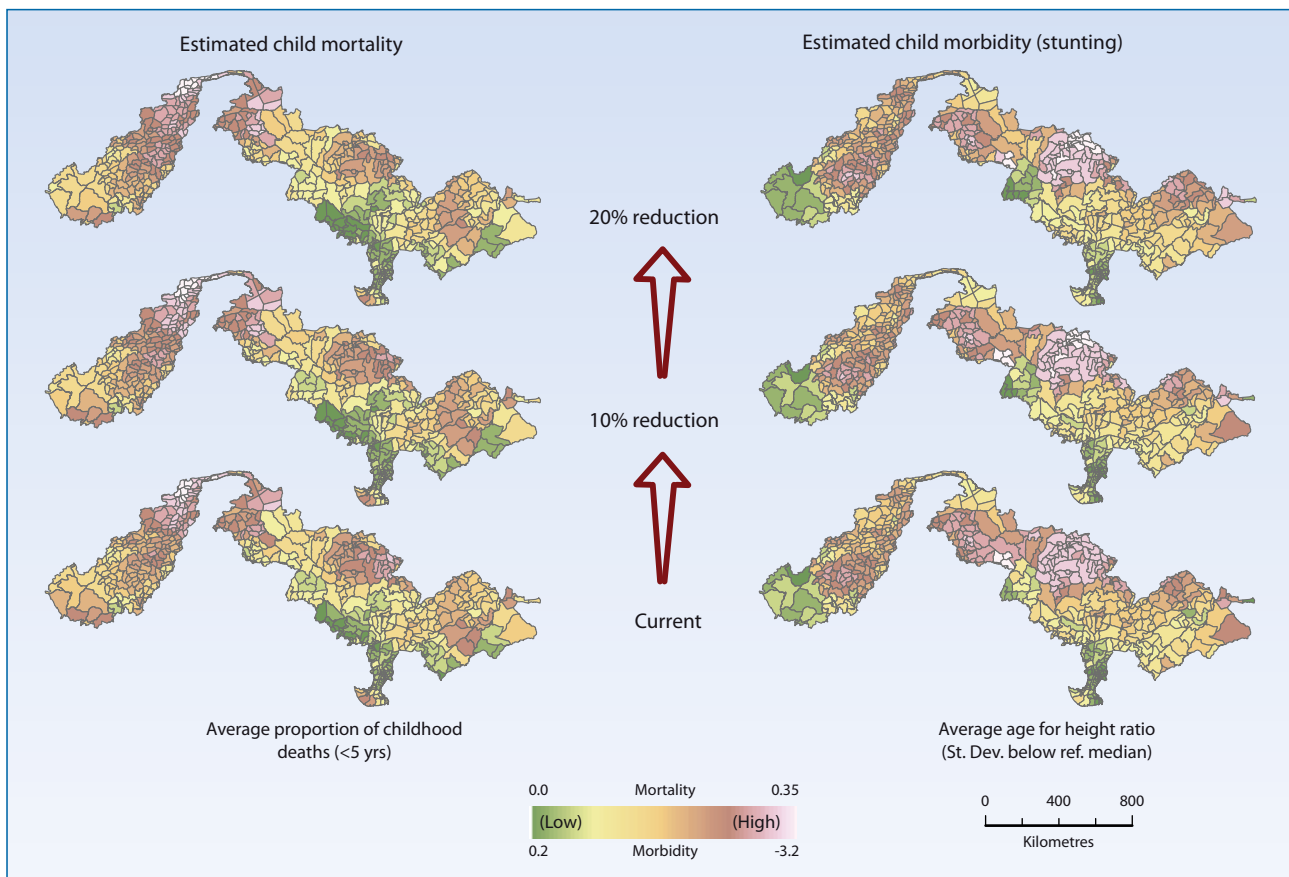 Estimated child mortality
Estimated child morbidity (stunting)
20% reduction
10% reduction
Current
Average proportion of childhood
deaths (<5 yrs)
Average age for height ratio
(St. Dev. below ref. median)
0.0 Mortality 0.35
(Low) (High)
0.2 Morbidity -3.2
0 400 800
Kilometres